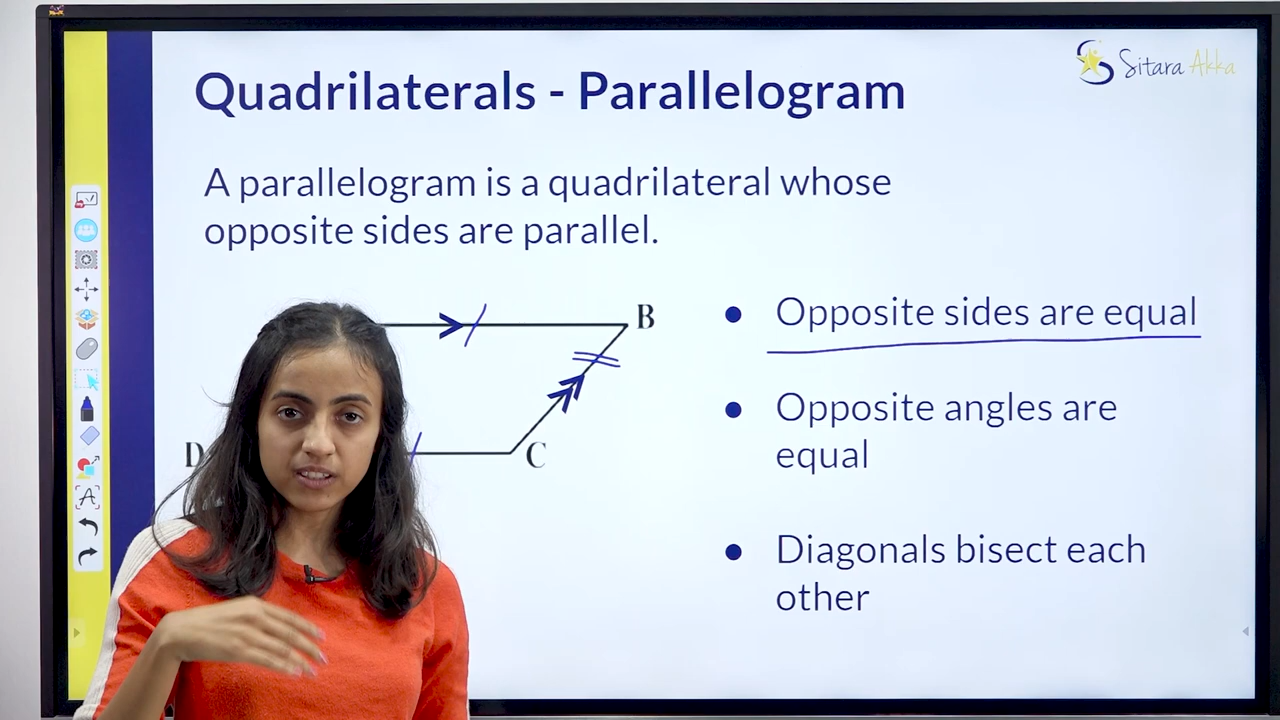 Sitara Akka
Quadrilaterals - Parallelogram
A parallelogram is a quadrilateral whose
opposite sides are parallel.
B
D
C
● Opposite sides are equal
● Opposite angles are
equal
● Diagonals bisect each
other
A